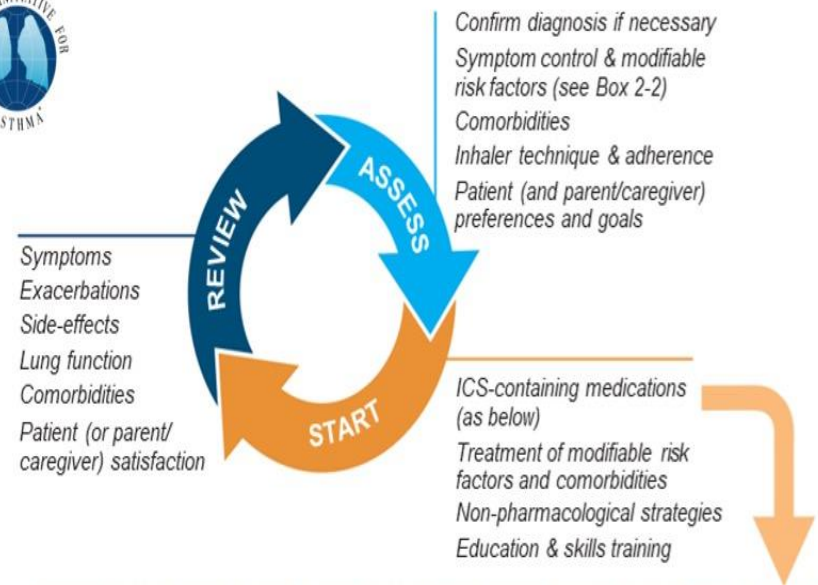 INITIATIVE FOR
ASTHMA
Confirm diagnosis if necessary
Symptom control & modifiable
risk factors (see Box 2-2)
Comorbidities
Inhaler technique & adherence
Patient (and parent/caregiver)
preferences and goals
REVIEW
ASSESS
START
Symptoms
Exacerbations
Side-effects
Lung function
Comorbidities
Patient (or parent/
caregiver) satisfaction
ICS-containing medications
(as below)
Treatment of modifiable risk
factors and comorbidities
Non-pharmacological strategies
Education & skills training